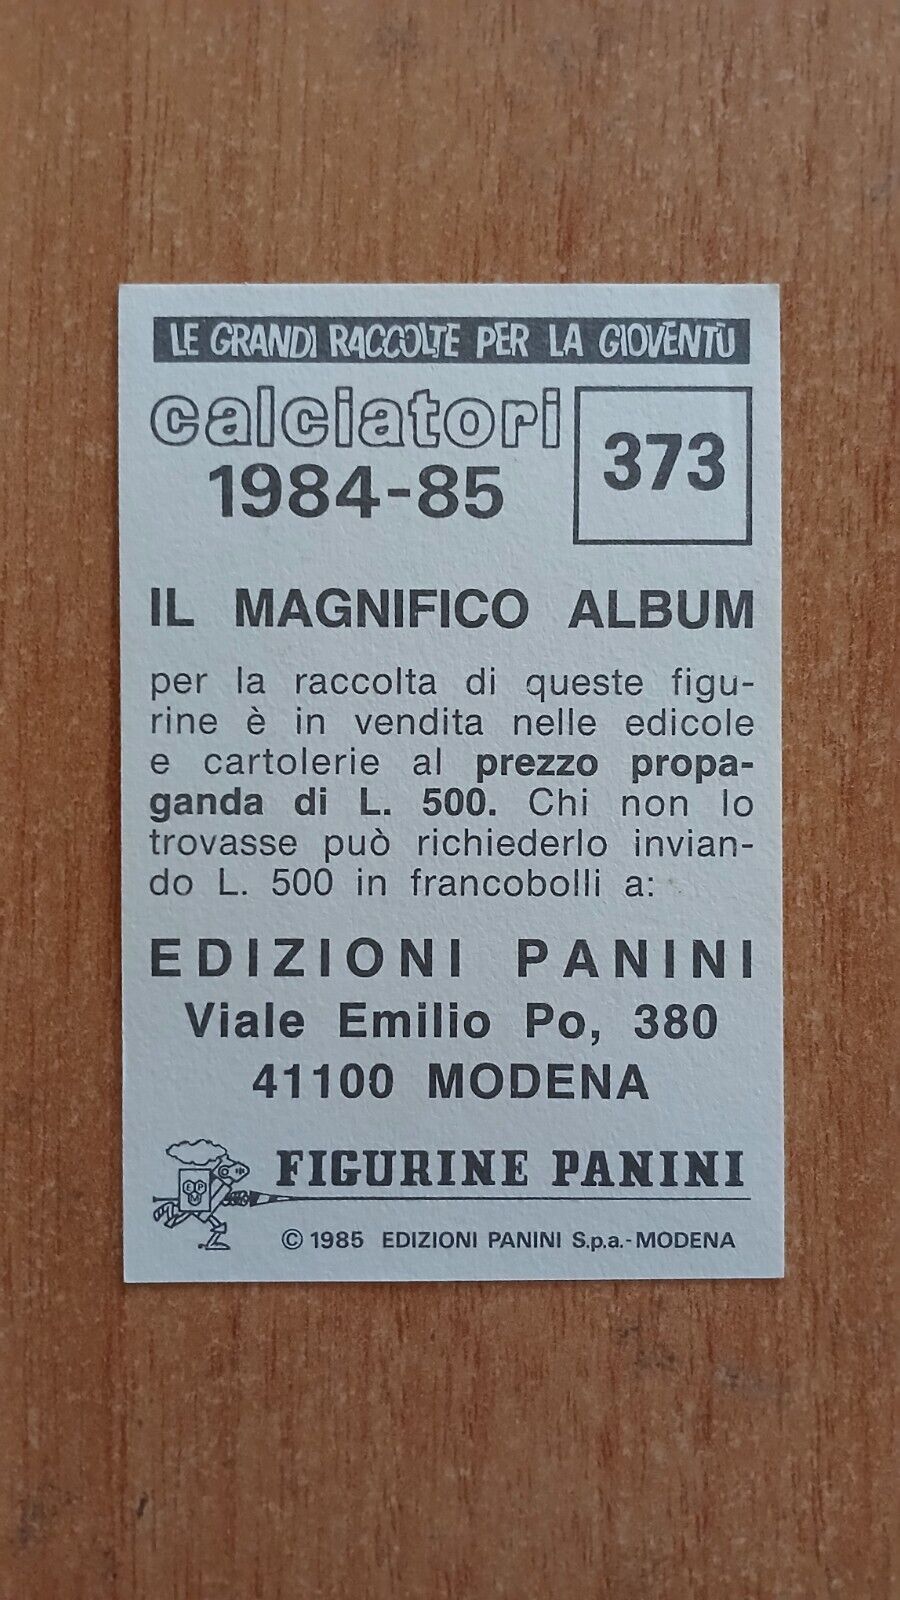 LE GRANDI RACCOLTE PER LA GIOVENTÙ
calciatori
1984-85
373
IL MAGNIFICO ALBUM
per la raccolta di queste figu-
rine è in vendita nelle edicole
e cartolerie al prezzo propa-
ganda di L. 500. Chi non lo
trovasse può richiederlo invian-
do L. 500 in francobolli a:
EDIZIONI PANINI
Viale Emilio Po, 380
41100 MODENA
FIGURINE PANINI
© 1985 EDIZIONI PANINI S.p.a.-MODENA